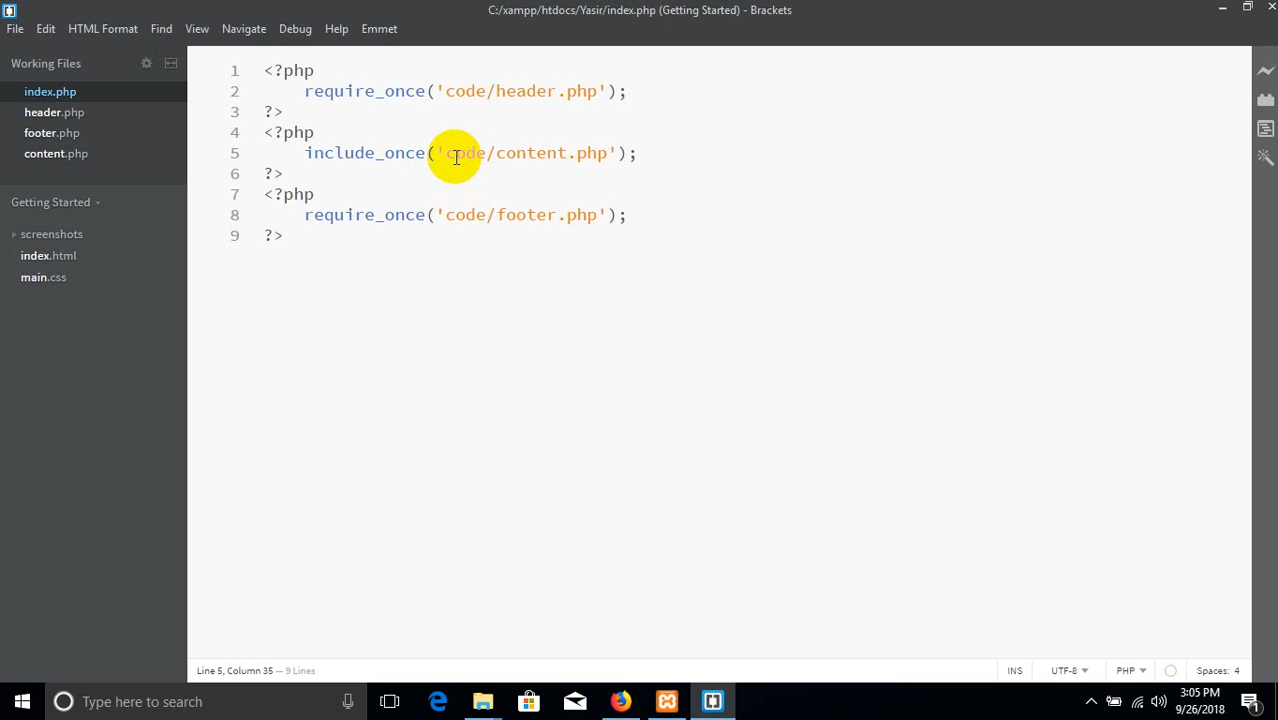 C:/xampp/htdocs/Yasir/index.php (Getting Started) - Brackets
File Edit View Navigate Debug Help Emmet
HTML Format Find
Working Files
index.php
header.php
footer.php
content.php
Getting Started
screenshots
index.html
main.css
1 <?php
2 require_once('code/header.php');
3 ?>
4 <?php
5 include_once('code/content.php');
6 ?>
7 <?php
8 require_once('code/footer.php');
9 ?>
Line 5, Column 35 — 9 Lines
INS UTF-8 PHP Spaces: 4
Type here to search
3:05 PM
9/26/2018
1